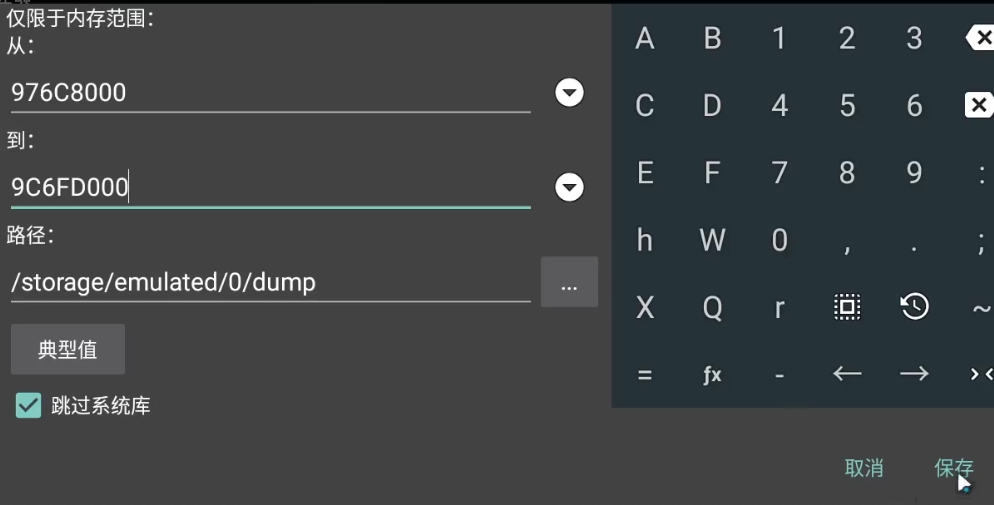 仅限于内存范围：
从：
976C8000
到：
9C6FD000
路径：
/storage/emulated/0/dump
...
典型值
跳过系统库
A B 1 2 3
C D 4 5 6
E F 7 8 9 :
h W 0 , . ;
X Q r ~
= ƒx - ← → ><
取消 保存